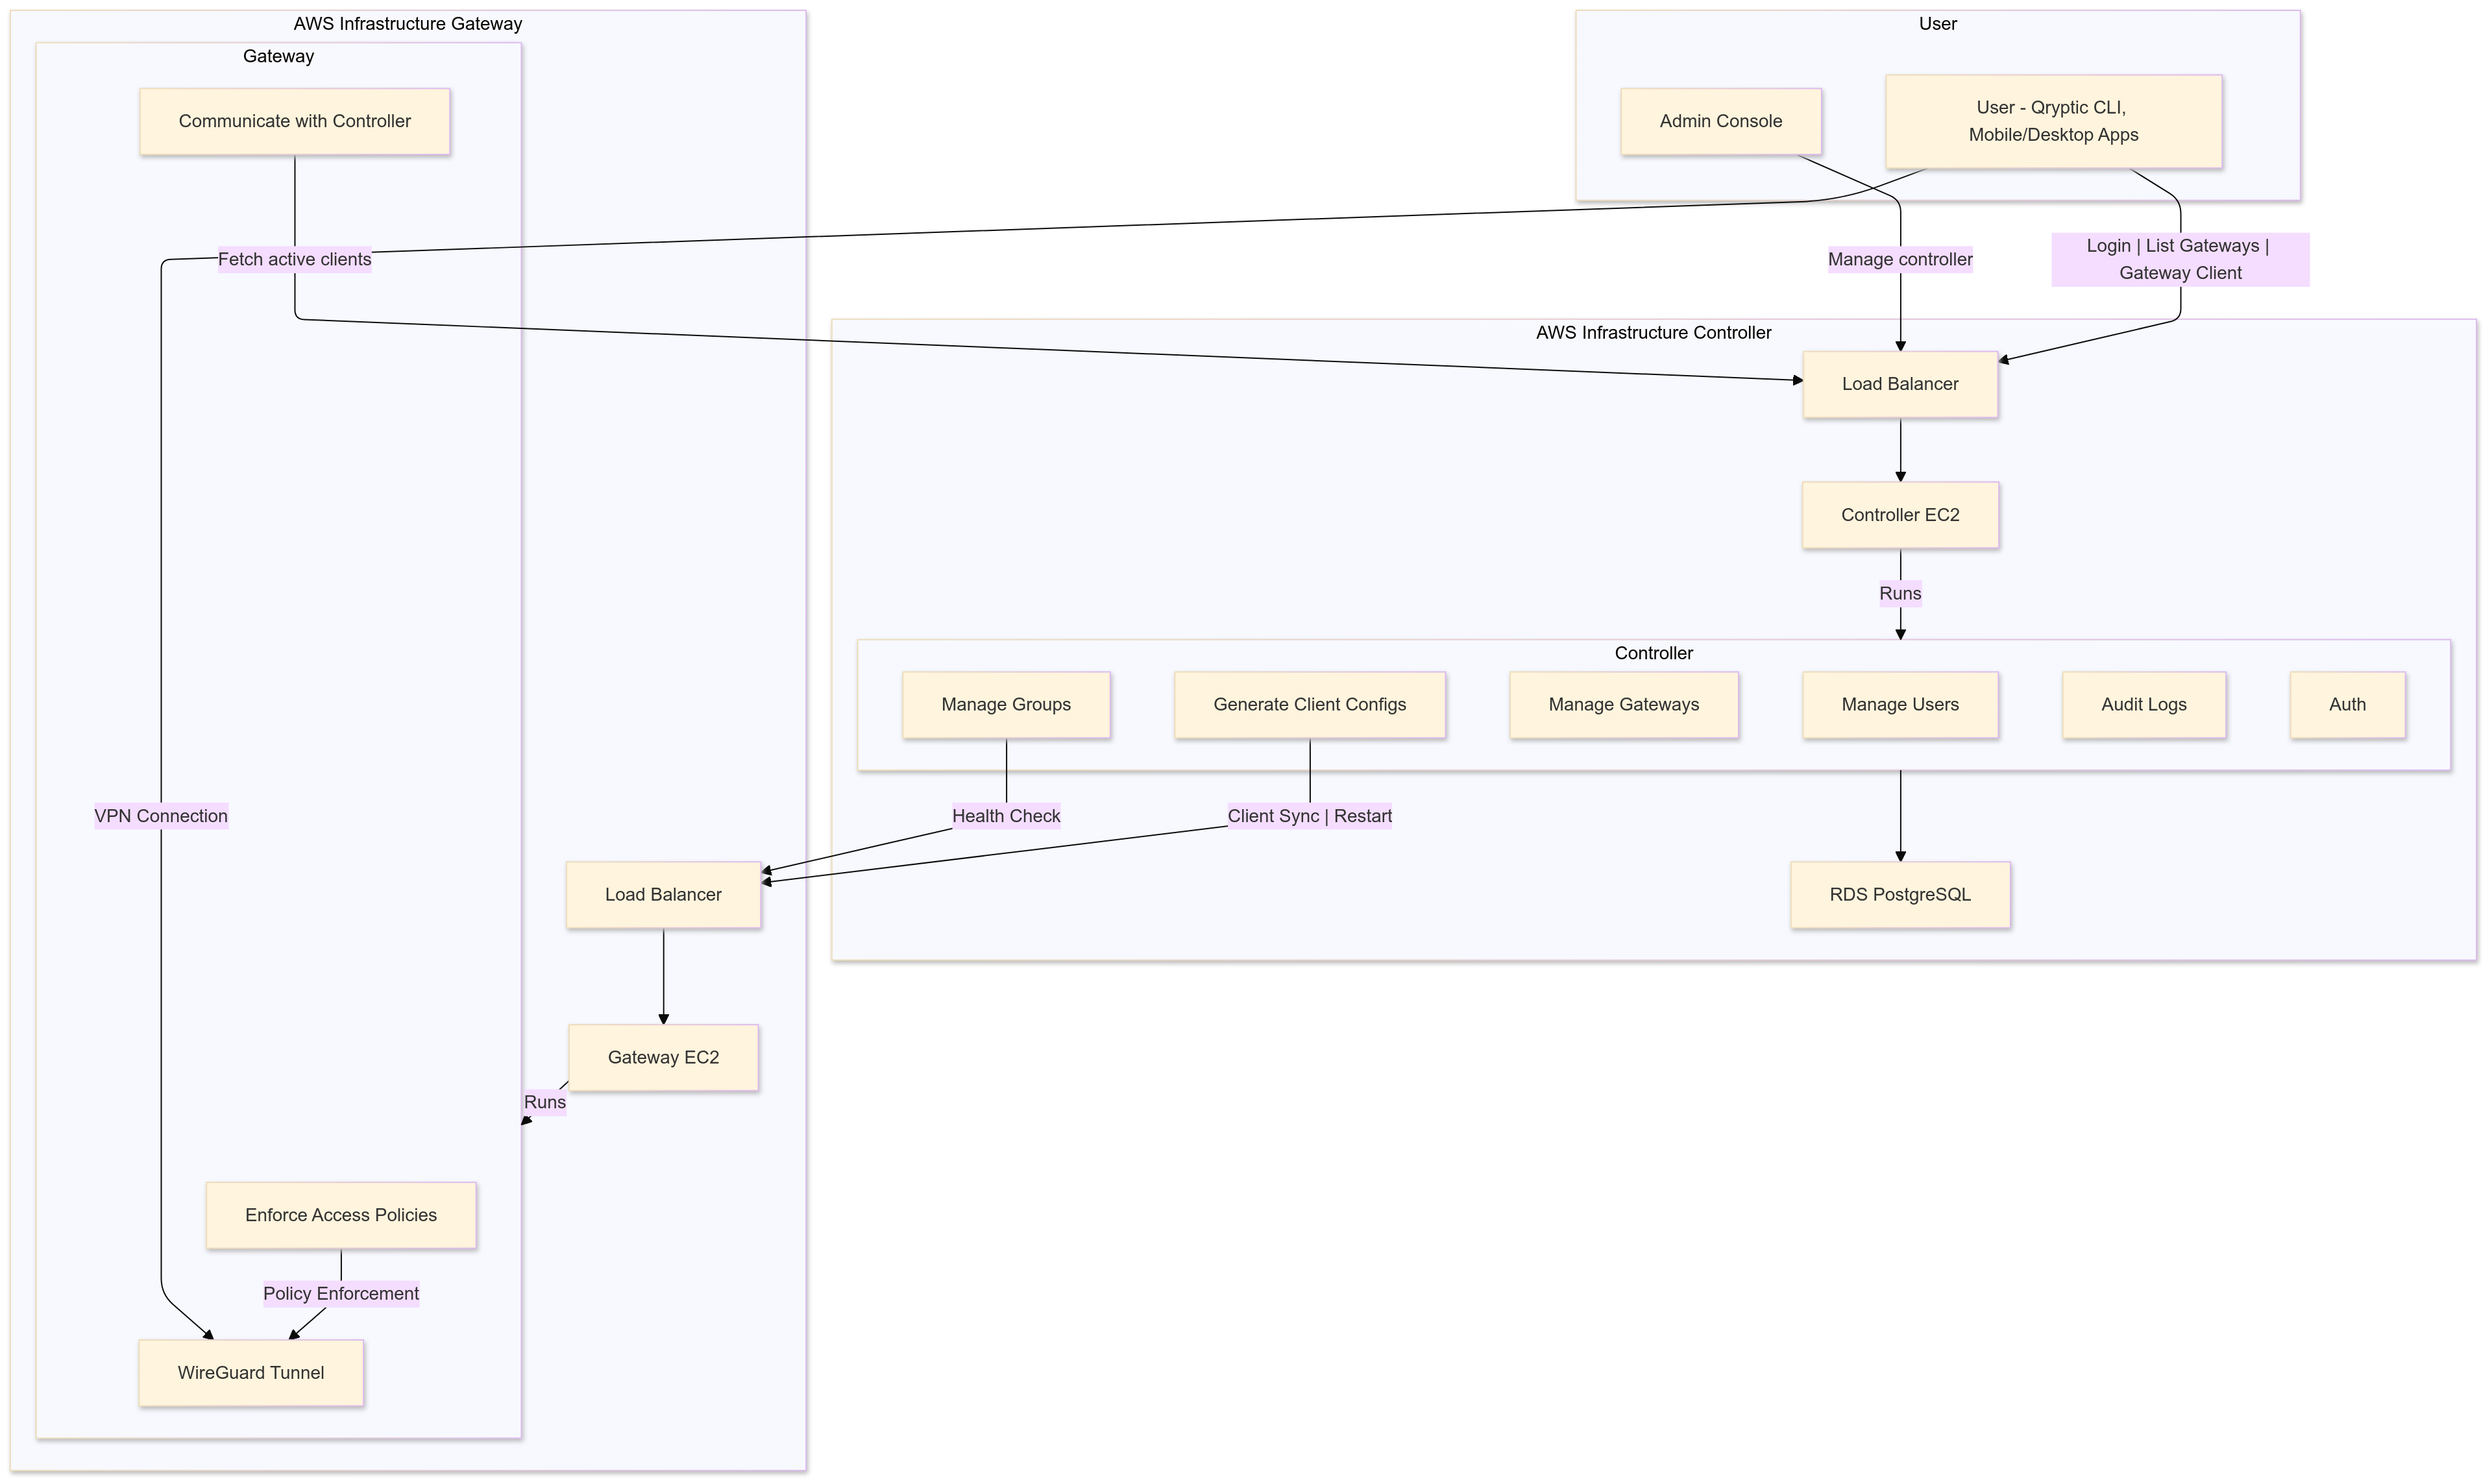 AWS Infrastructure Gateway
User
Gateway
Communicate with Controller
Admin Console
User - Qryptic CLI,
Mobile/Desktop Apps
Fetch active clients
Manage controller
Login | List Gateways |
Gateway Client
AWS Infrastructure Controller
Load Balancer
Controller EC2
Runs
Controller
Manage Groups
Generate Client Configs
Manage Gateways
Manage Users
Audit Logs
Auth
VPN Connection
Health Check
Client Sync | Restart
Load Balancer
RDS PostgreSQL
Gateway EC2
Runs
Enforce Access Policies
Policy Enforcement
WireGuard Tunnel